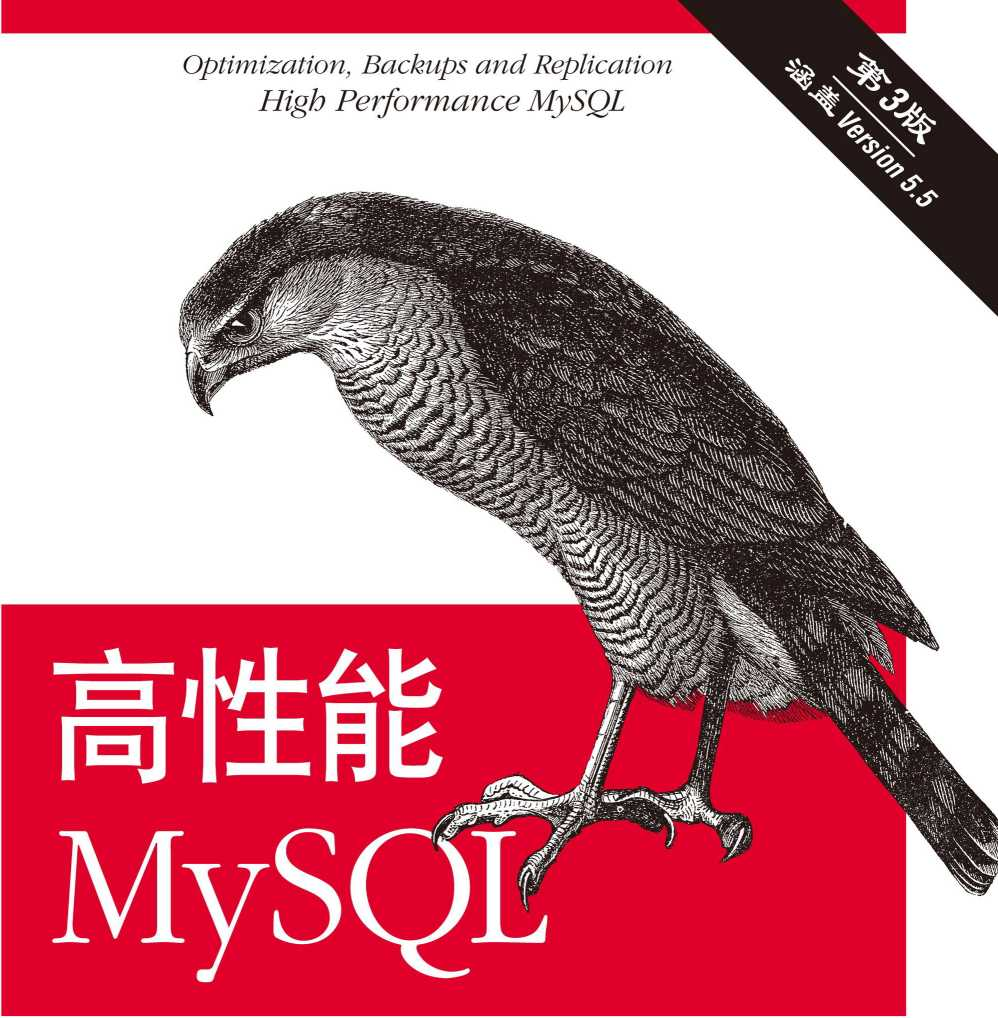 Optimization, Backups and Replication
High Performance MySQL
第3版
涵盖 Version 5.5
高性能
MySQL